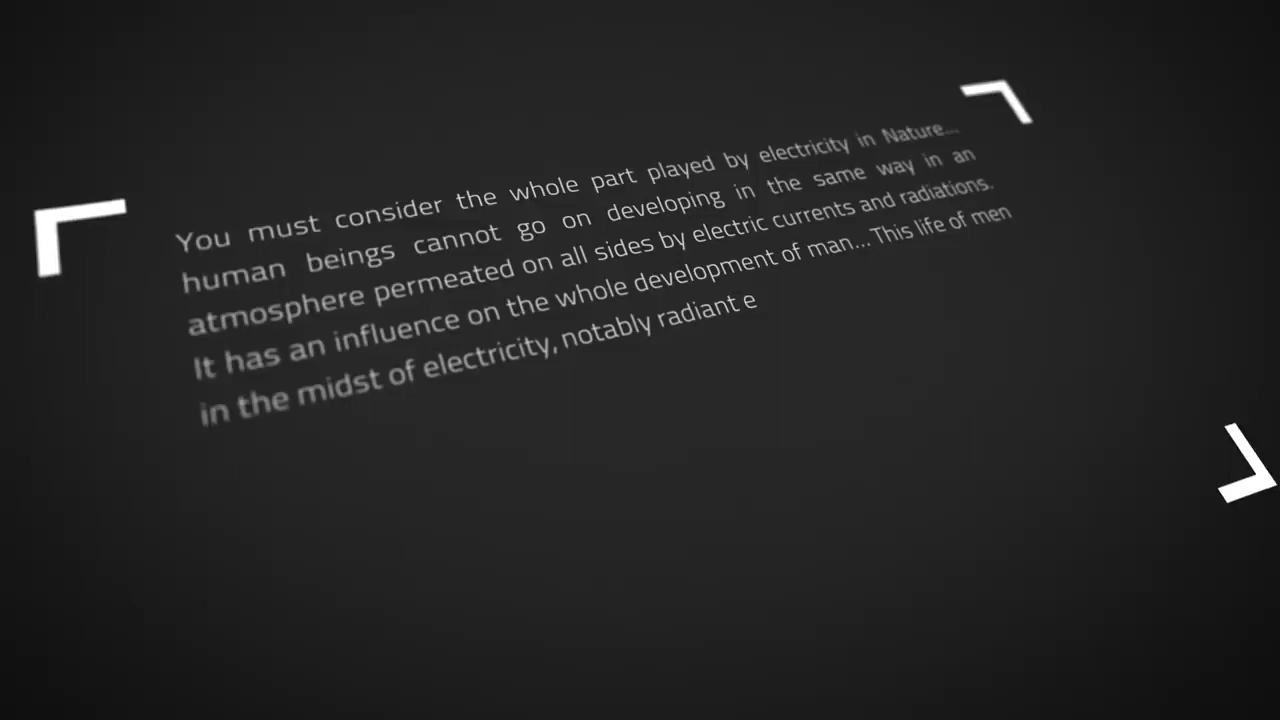 You must consider the whole part played by electricity in Nature...
human beings cannot go on developing in the same way in an
atmosphere permeated on all sides by electric currents and radiations.
It has an influence on the whole development of man... This life of men
in the midst of electricity, notably radiant e